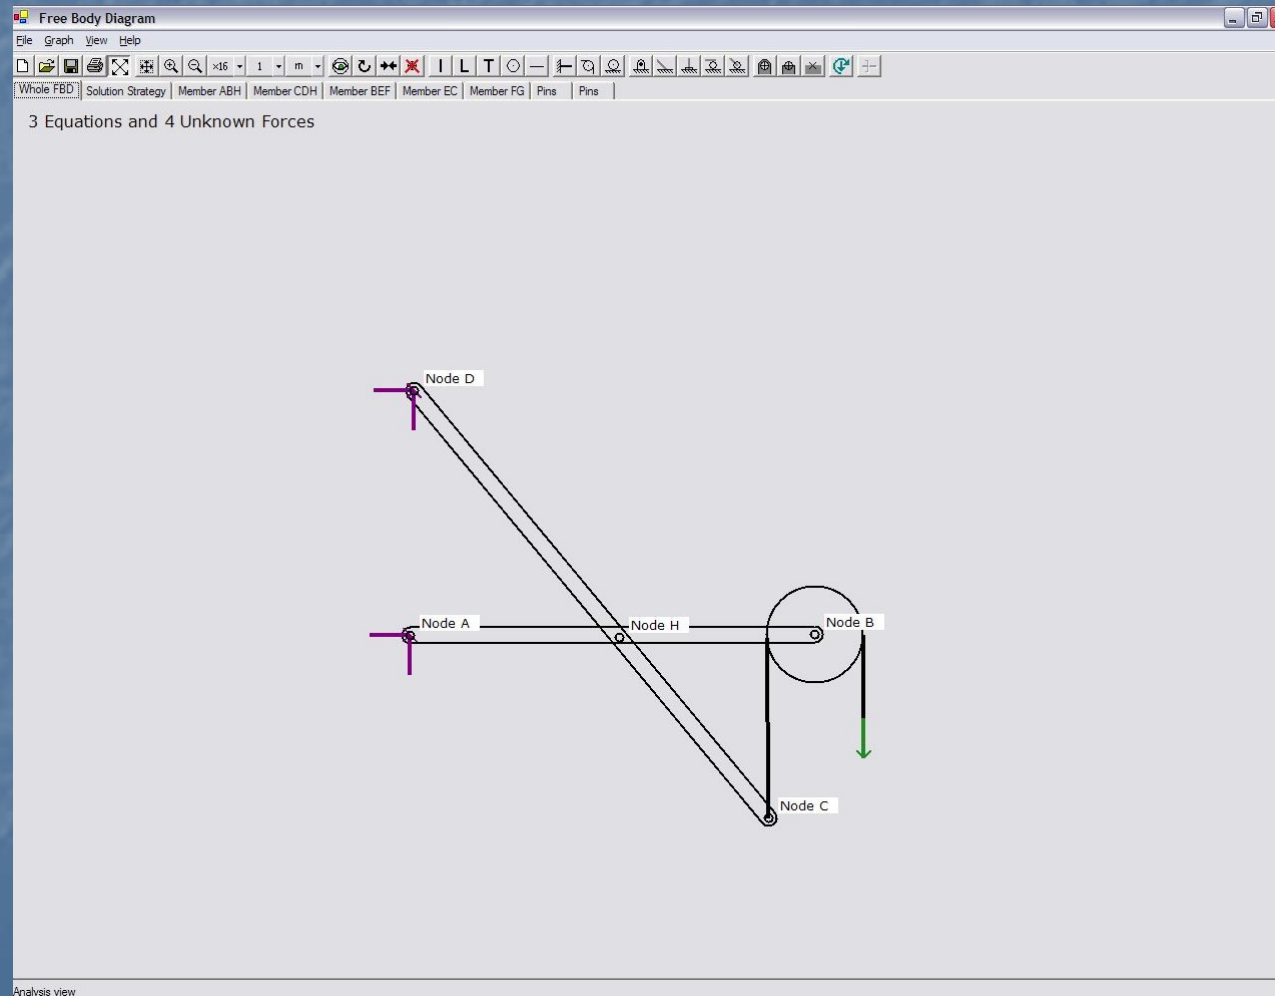 Free Body Diagram
File Graph View Help
×16 1 m I L T
Whole FBD Solution Strategy Member ABH Member CDH Member BEF Member EC Member FG Pins Pins
3 Equations and 4 Unknown Forces
Node D
Node A
Node H
Node B
Node C
Analysis view